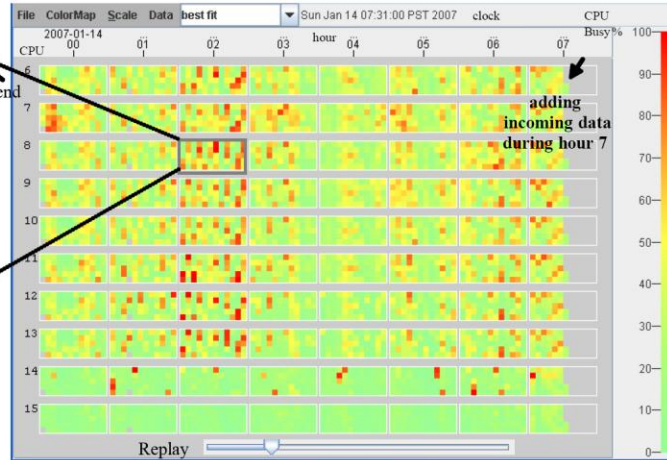 File ColorMap Scale Data best fit Sun Jan 14 07:31:00 PST 2007 clock CPU
Busy%
2007-01-14 hour
CPU 00 01 02 03 04 05 06 07
100
90
80
70
60
50
40
30
20
10
0
6
end
7
8
9
10
11
12
13
14
15
adding
incoming data
during hour 7
Replay